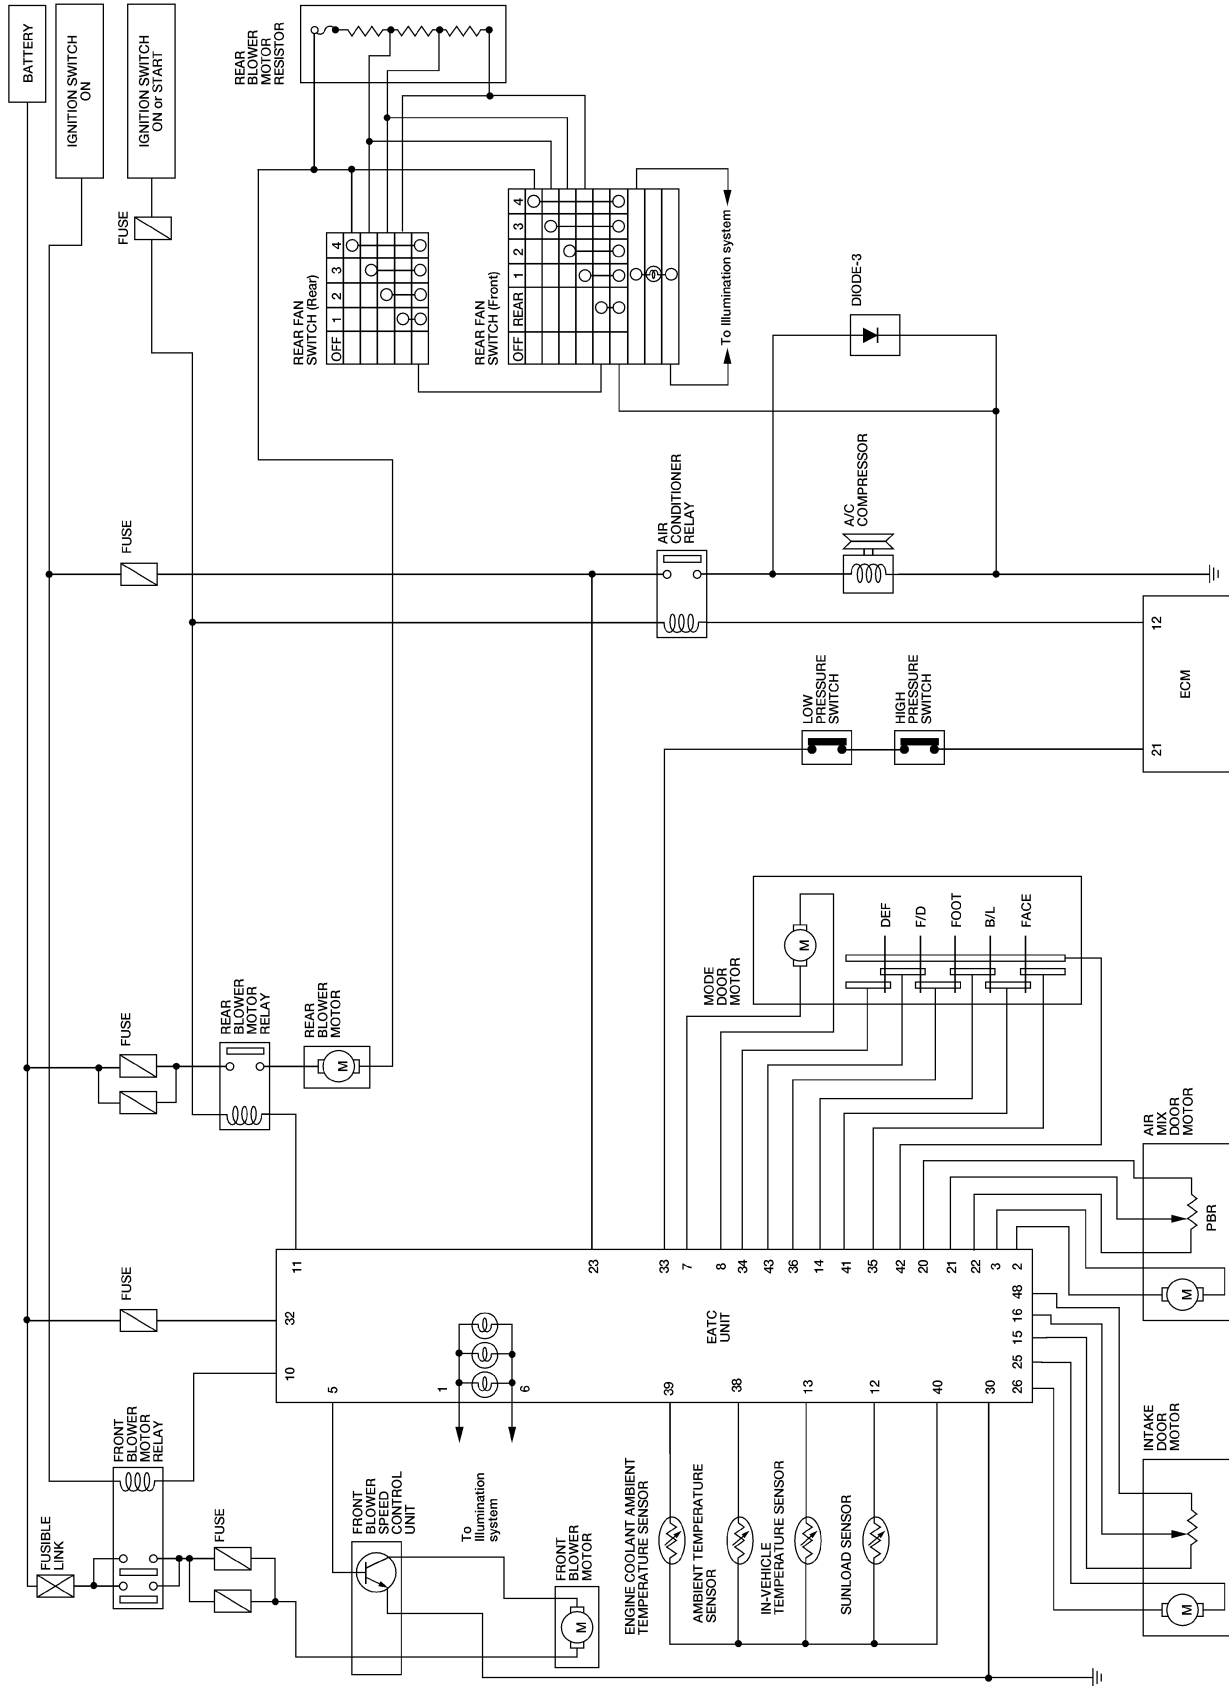 BATTERY
IGNITION SWITCH
ON
IGNITION SWITCH
ON or START
FUSE
FUSE
FUSE
FUSE
FUSIBLE
LINK
FRONT
BLOWER
MOTOR
RELAY
FUSE
REAR
BLOWER
MOTOR
RELAY
REAR
BLOWER
MOTOR
M
REAR
BLOWER
MOTOR
RESISTOR
REAR FAN
SWITCH (Rear)
OFF
1
2
3
4
REAR FAN
SWITCH (Front)
OFF
REAR
1
2
3
4
To Illumination system
DIODE-3
AIR
CONDITIONER
RELAY
A/C
COMPRESSOR
LOW
PRESSURE
SWITCH
HIGH
PRESSURE
SWITCH
12
ECM
21
MODE
DOOR
MOTOR
M
DEF
F/D
FOOT
B/L
FACE
AIR
MIX
DOOR
MOTOR
PBR
M
INTAKE
DOOR
MOTOR
M
10
32
11
23
33
7
8
34
43
36
14
41
35
42
20
21
22
3
2
48
16
15
25
26
5
1
6
39
38
13
12
40
30
EATC
UNIT
FRONT
BLOWER
SPEED
CONTROL
UNIT
To
Illumination
system
FRONT
BLOWER
MOTOR
M
ENGINE COOLANT AMBIENT
TEMPERATURE SENSOR
AMBIENT TEMPERATURE
SENSOR
IN-VEHICLE
TEMPERATURE SENSOR
SUNLOAD SENSOR